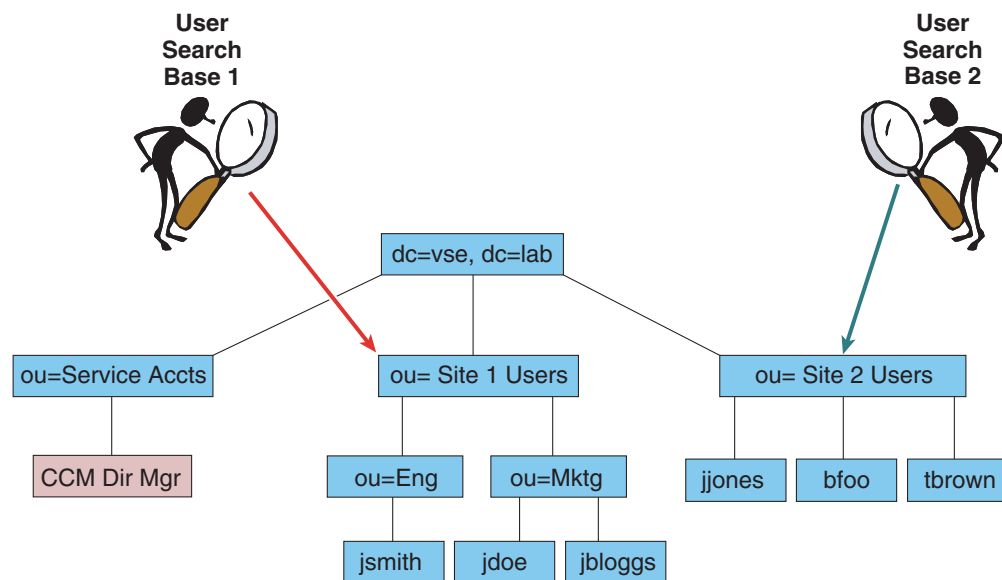 User
Search
Base 1
User
Search
Base 2
dc=vse, dc=lab
ou=Service Accts
ou= Site 1 Users
ou= Site 2 Users
CCM Dir Mgr
ou=Eng
ou=Mktg
jjones
bfoo
tbrown
jsmith
jdoe
jbloggs